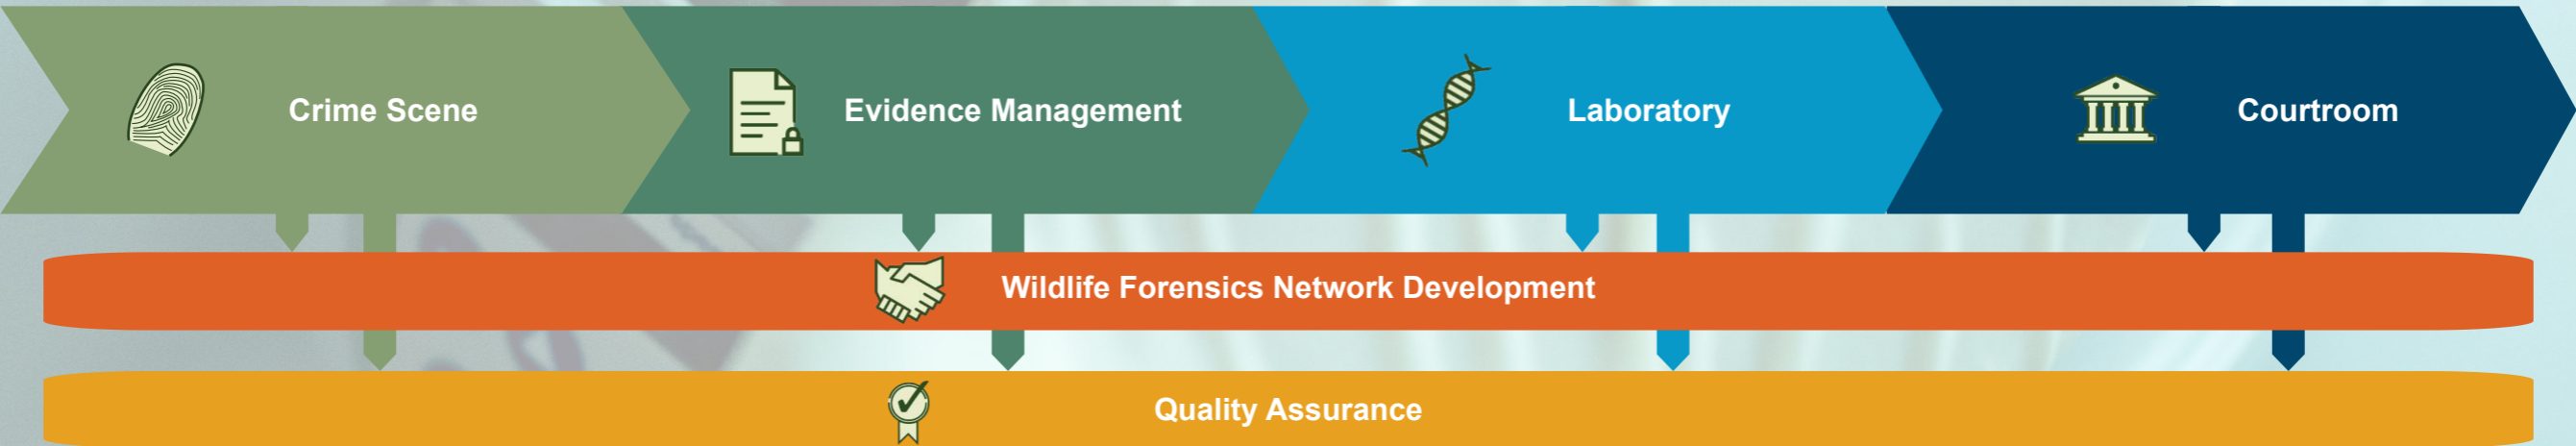 Crime Scene
Evidence Management
Laboratory
Courtroom
Wildlife Forensics Network Development
Quality Assurance